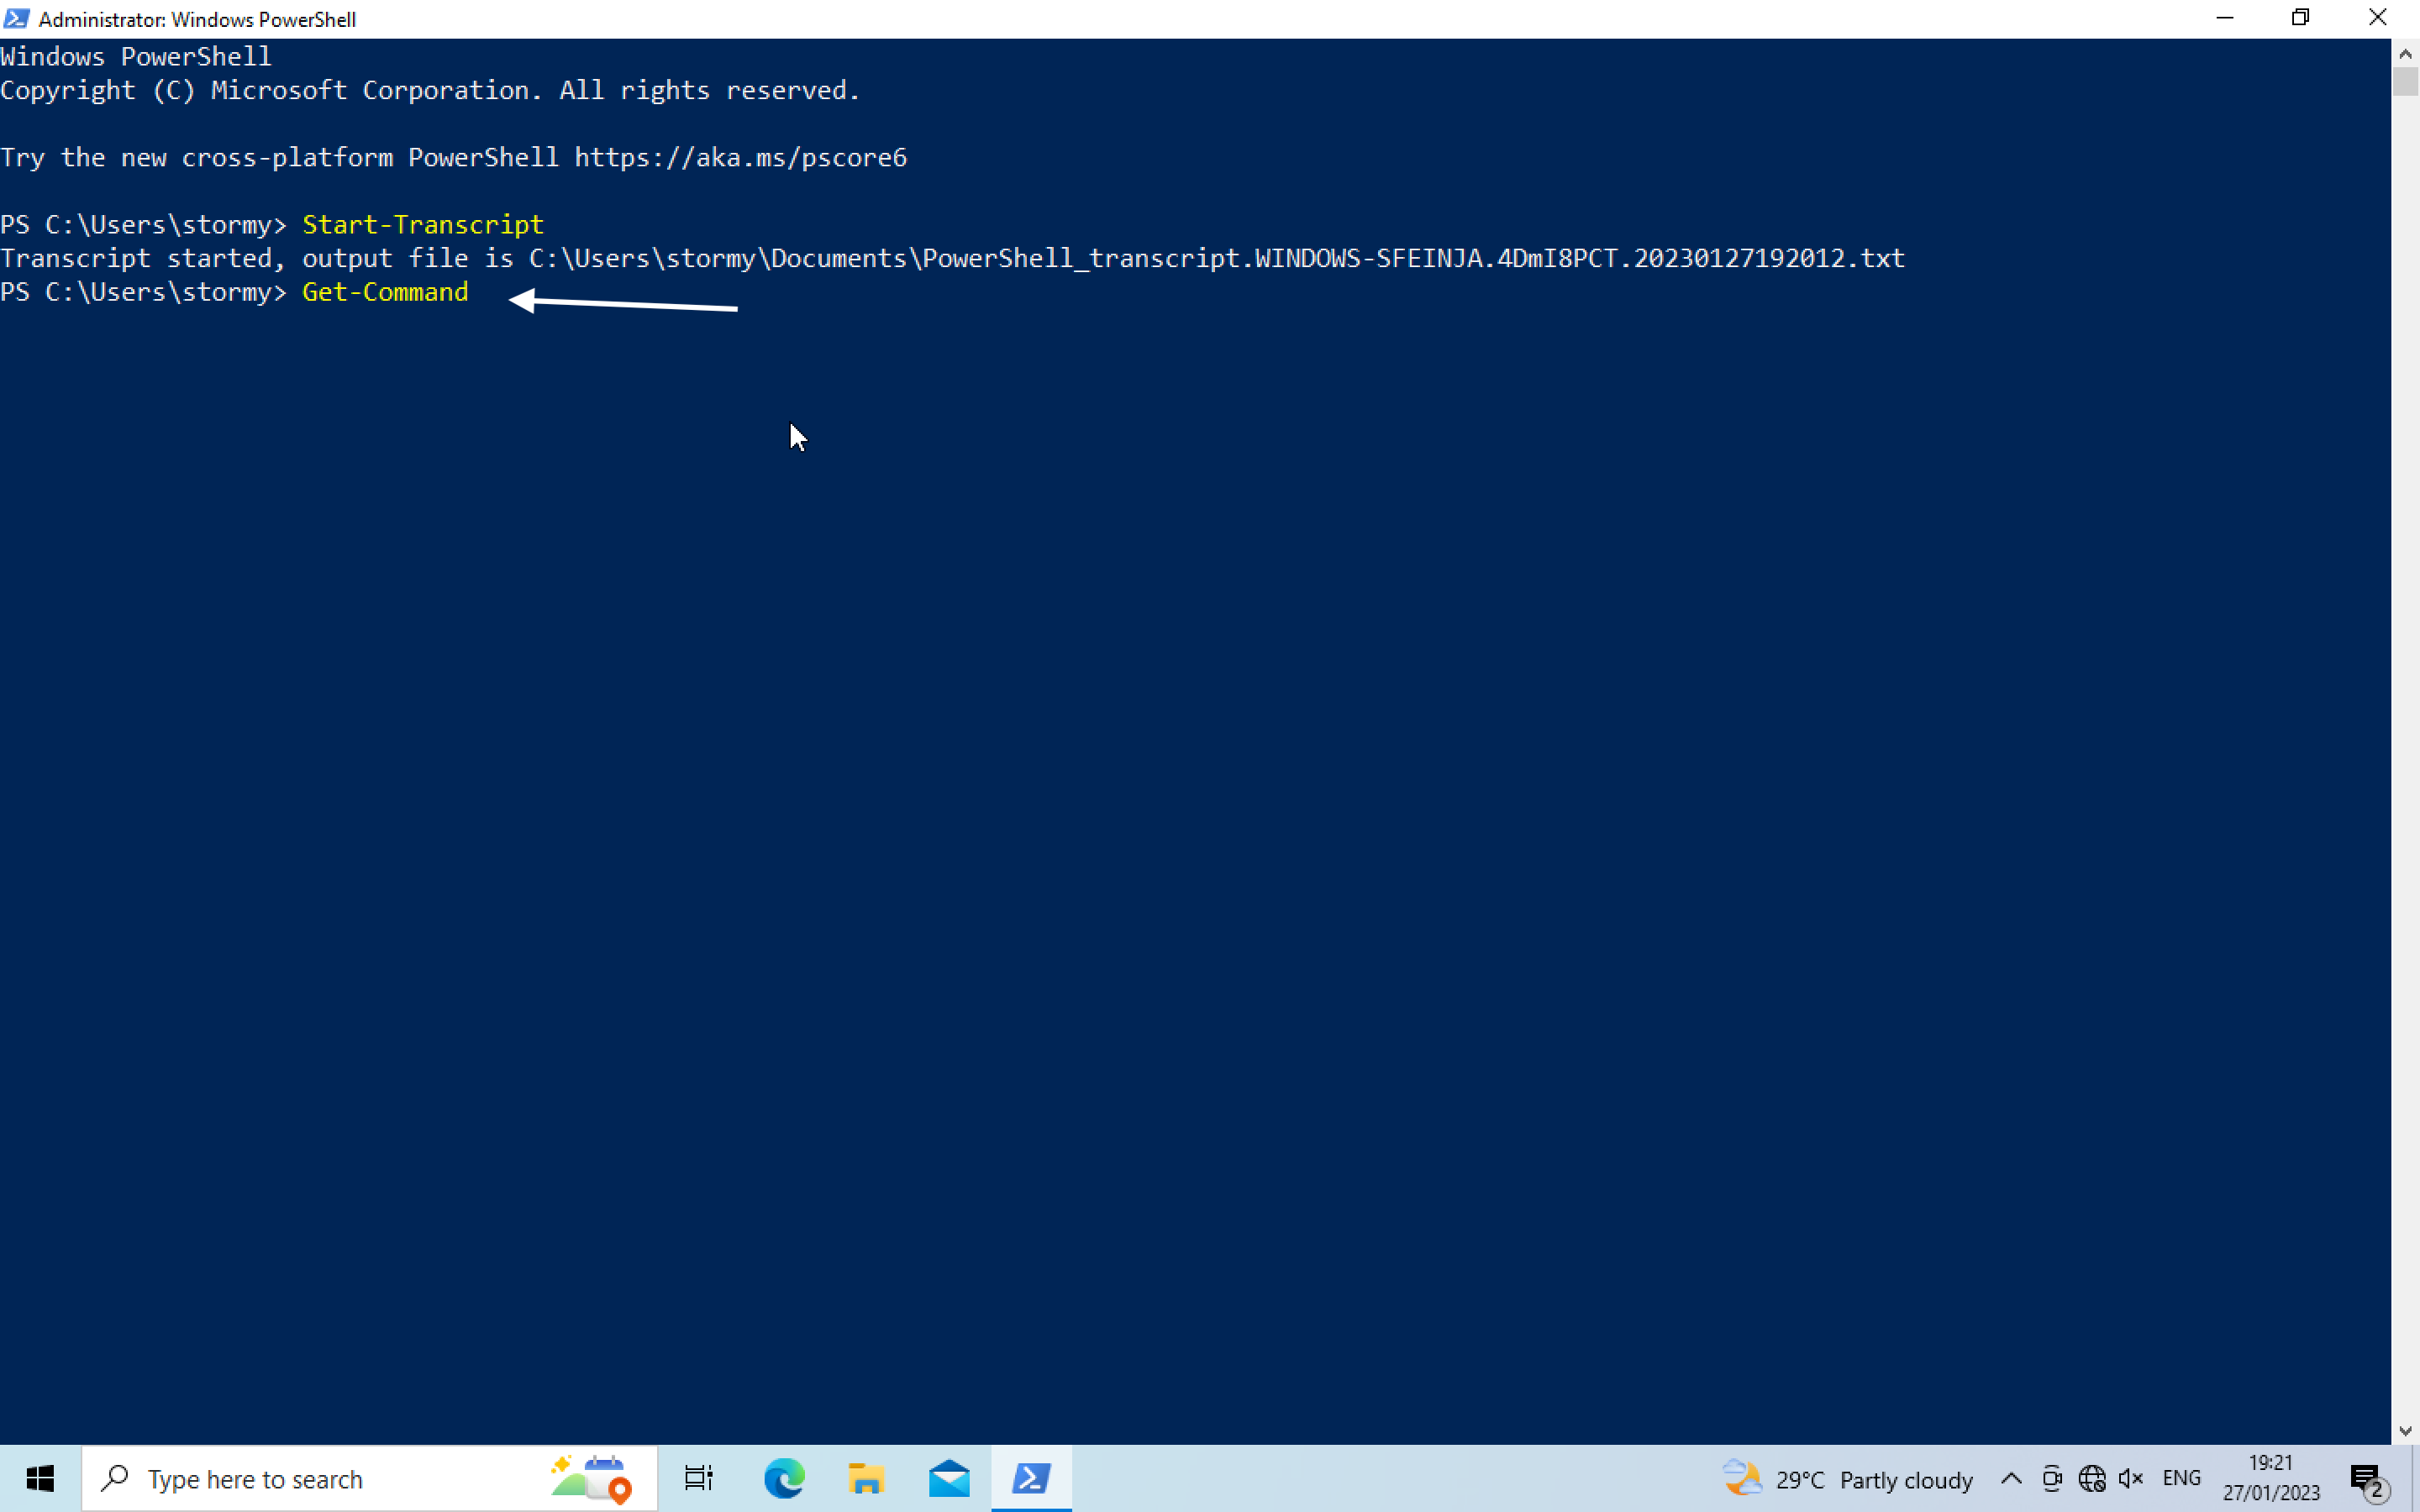 Administrator: Windows PowerShell
Windows PowerShell
Copyright (C) Microsoft Corporation. All rights reserved.
Try the new cross-platform PowerShell https://aka.ms/pscore6
PS C:\Users\stormy> Start-Transcript
Transcript started, output file is C:\Users\stormy\Documents\PowerShell_transcript.WINDOWS-SFEINJA.4DmI8PCT.20230127192012.txt
PS C:\Users\stormy> Get-Command
Type here to search
29°C Partly cloudy
ENG
19:21
27/01/2023
2